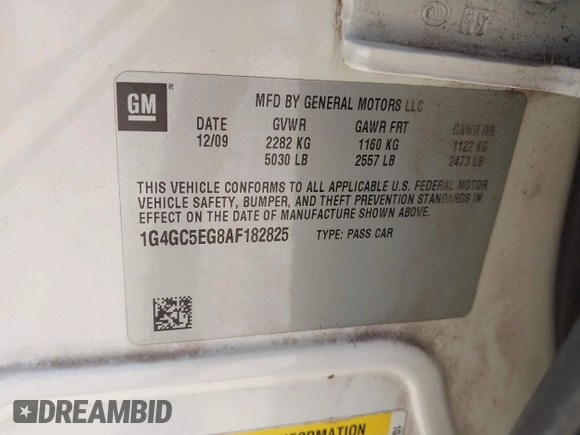 GM
®
MFD BY GENERAL MOTORS LLC
DATE GVWR GAWR FRT GAWR RR
12/09 2282 KG 1160 KG 1122 KG
5030 LB 2557 LB 2473 LB
THIS VEHICLE CONFORMS TO ALL APPLICABLE U.S. FEDERAL MOTOR
VEHICLE SAFETY, BUMPER, AND THEFT PREVENTION STANDARDS IN
EFFECT ON THE DATE OF MANUFACTURE SHOWN ABOVE.
1G4GC5EG8AF182825 TYPE: PASS CAR
INFORMATION
DREAMBID